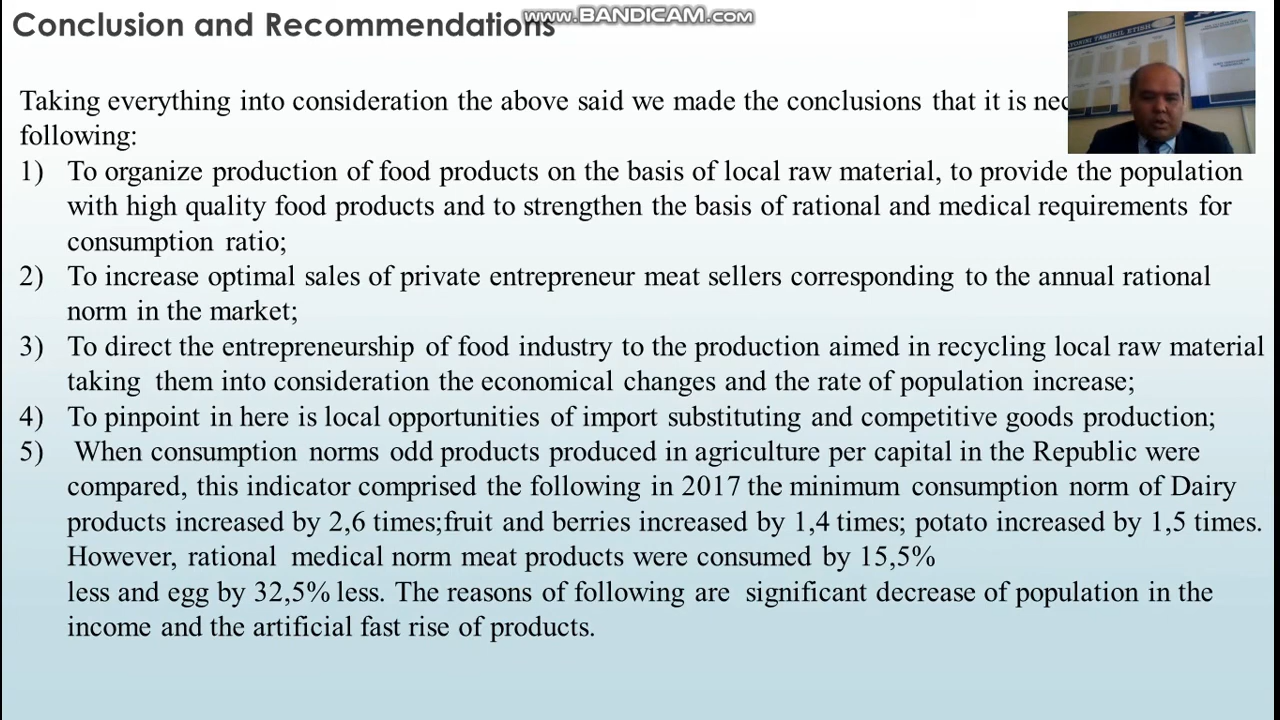 Conclusion and Recommendations
www.BANDICAM.com
YONINI TASHKIL ETISH
Taking everything into consideration the above said we made the conclusions that it is
following:
1) To organize production of food products on the basis of local raw material, to provide the population
with high quality food products and to strengthen the basis of rational and medical requirements for
consumption ratio;
2) To increase optimal sales of private entrepreneur meat sellers corresponding to the annual rational
norm in the market;
3) To direct the entrepreneurship of food industry to the production aimed in recycling local raw material
taking them into consideration the economical changes and the rate of population increase;
4) To pinpoint in here is local opportunities of import substituting and competitive goods production;
5) When consumption norms odd products produced in agriculture per capital in the Republic were
compared, this indicator comprised the following in 2017 the minimum consumption norm of Dairy
products increased by 2,6 times;fruit and berries increased by 1,4 times; potato increased by 1,5 times.
However, rational medical norm meat products were consumed by 15,5%
less and egg by 32,5% less. The reasons of following are significant decrease of population in the
income and the artificial fast rise of products.